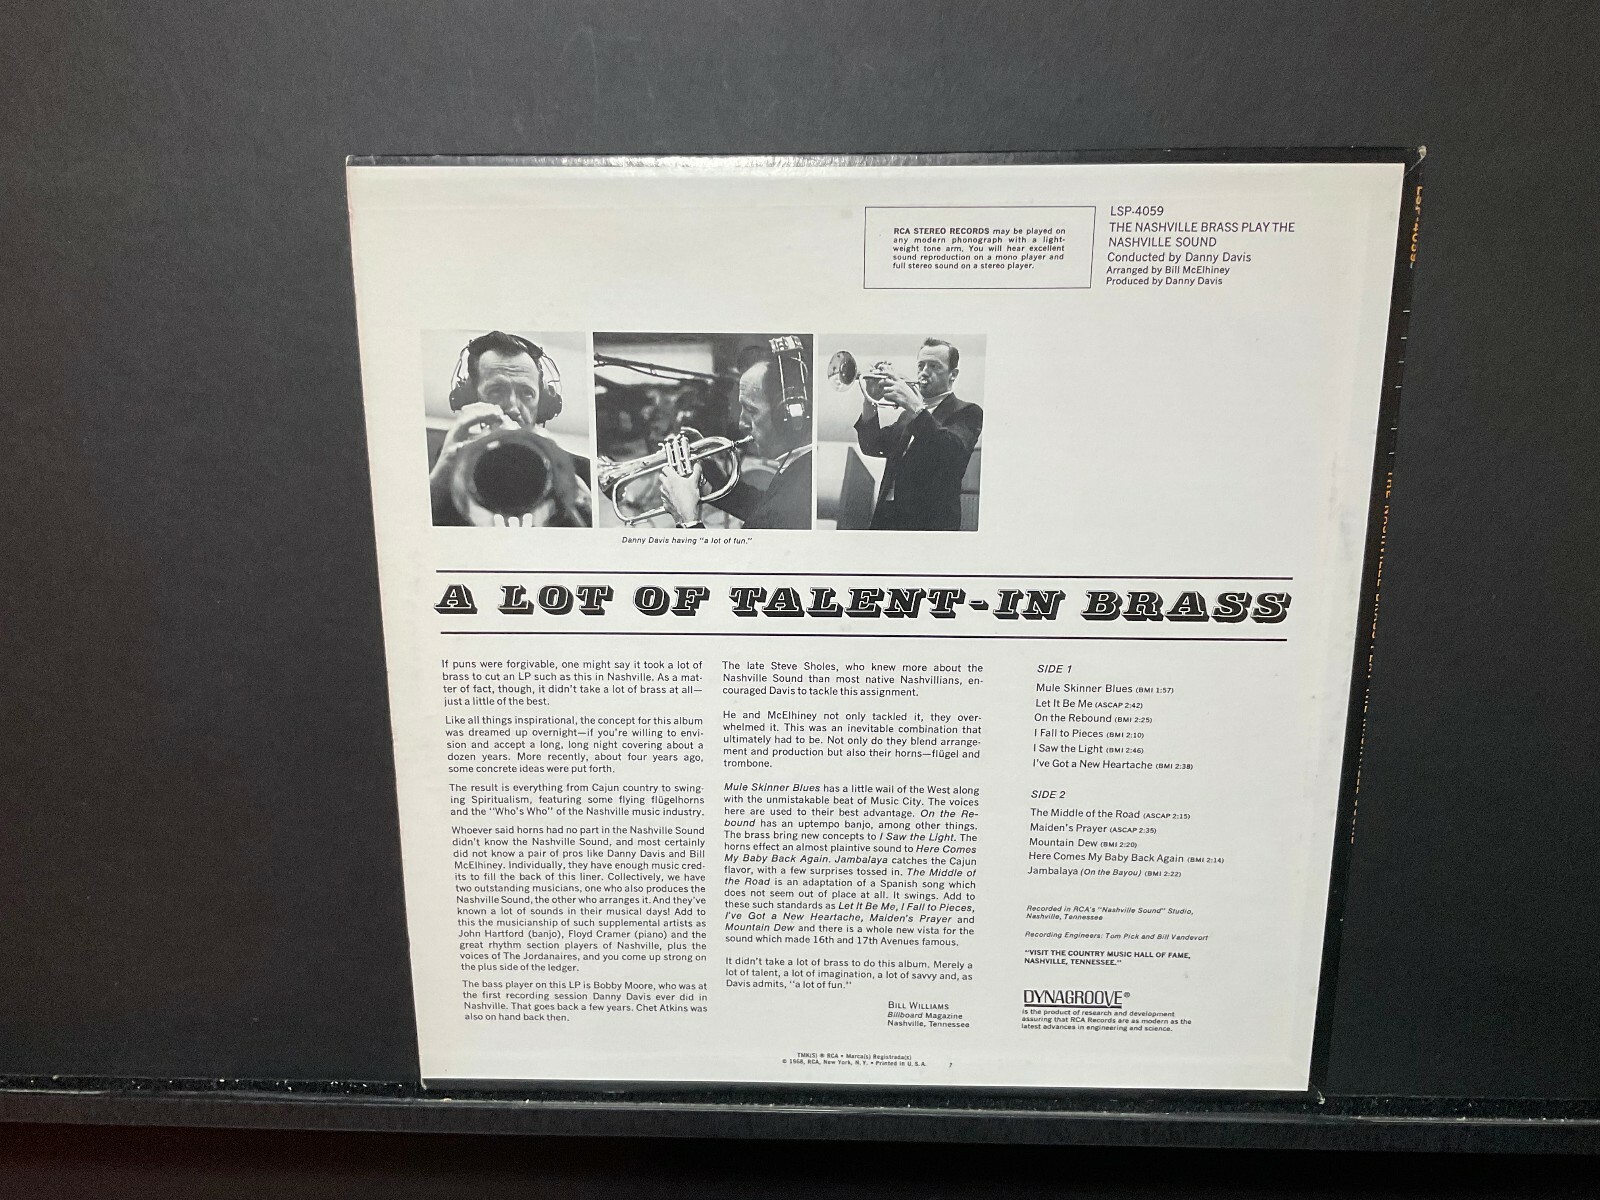 RCA STEREO RECORDS may be played on
any modern phonograph with a light-
weight tone arm. You will hear excellent
sound reproduction on a mono player and
full stereo sound on a stereo player.
LSP-4059
THE NASHVILLE BRASS PLAY THE
NASHVILLE SOUND
Conducted by Danny Davis
Arranged by Bill McElhiney
Produced by Danny Davis
Danny Davis having "a lot of fun."
A LOT OF TALENT-IN BRASS
If puns were forgivable, one might say it took a lot of
brass to cut an LP such as this in Nashville. As a mat-
ter of fact, though, it didn't take a lot of brass at all—
just a little of the best.
Like all things inspirational, the concept for this album
was dreamed up overnight—if you're willing to envi-
sion and accept a long, long night covering about a
dozen years. More recently, about four years ago,
some concrete ideas were put forth.
The result is everything from Cajun country to swing-
ing Spiritualism, featuring some flying flügelhorns
and the "Who's Who" of the Nashville music industry.
Whoever said horns had no part in the Nashville Sound
didn't know the Nashville Sound, and most certainly
did not know a pair of pros like Danny Davis and Bill
McElhiney. Individually, they have enough music cred-
its to fill the back of this liner. Collectively, we have
two outstanding musicians, one who also produces the
Nashville Sound, the other who arranges it. And they've
known a lot of sounds in their musical days! Add to
this the musicianship of such supplemental artists as
John Hartford (banjo), Floyd Cramer (piano) and the
great rhythm section players of Nashville, plus the
voices of The Jordanaires, and you come up strong on
the plus side of the ledger.
The bass player on this LP is Bobby Moore, who was at
the first recording session Danny Davis ever did in
Nashville. That goes back a few years. Chet Atkins was
also on hand back then.
The late Steve Sholes, who knew more about the
Nashville Sound than most native Nashvillians, en-
couraged Davis to tackle this assignment.
He and McElhiney not only tackled it, they over-
whelmed it. This was an inevitable combination that
ultimately had to be. Not only do they blend arrange-
ment and production but also their horns—flügel and
trombone.
Mule Skinner Blues has a little wail of the West along
with the unmistakable beat of Music City. The voices
here are used to their best advantage. On the Re-
bound has an uptempo banjo, among other things.
The brass bring new concepts to I Saw the Light. The
horns effect an almost plaintive sound to Here Comes
My Baby Back Again. Jambalaya catches the Cajun
flavor, with a few surprises tossed in. The Middle of
the Road is an adaptation of a Spanish song which
does not seem out of place at all. It swings. Add to
these such standards as Let It Be Me, I Fall to Pieces,
I've Got a New Heartache, Maiden's Prayer and
Mountain Dew and there is a whole new vista for the
sound which made 16th and 17th Avenues famous.
It didn't take a lot of brass to do this album. Merely a
lot of talent, a lot of imagination, a lot of savvy and, as
Davis admits, "a lot of fun."
BILL WILLIAMS
Billboard Magazine
Nashville, Tennessee
SIDE 1
Mule Skinner Blues (BMI 1:57)
Let It Be Me (ASCAP 2:42)
On the Rebound (BMI 2:25)
I Fall to Pieces (BMI 2:10)
I Saw the Light (BMI 2:46)
I've Got a New Heartache (BMI 2:38)
SIDE 2
The Middle of the Road (ASCAP 2:15)
Maiden's Prayer (ASCAP 2:35)
Mountain Dew (BMI 2:20)
Here Comes My Baby Back Again (BMI 2:14)
Jambalaya (On the Bayou) (BMI 2:22)
Recorded in RCA's "Nashville Sound" Studio,
Nashville, Tennessee
Recording Engineers: Tom Pick and Bill Vandevort
"VISIT THE COUNTRY MUSIC HALL OF FAME,
NASHVILLE, TENNESSEE."
DYNAGROOVE®
is the product of research and development
assuring that RCA Records are as modern as the
latest advances in engineering and science.
TMK(S) ® RCA • Marca(s) Registrada(s)
© 1968, RCA, New York, N. Y. • Printed in U. S. A.
7